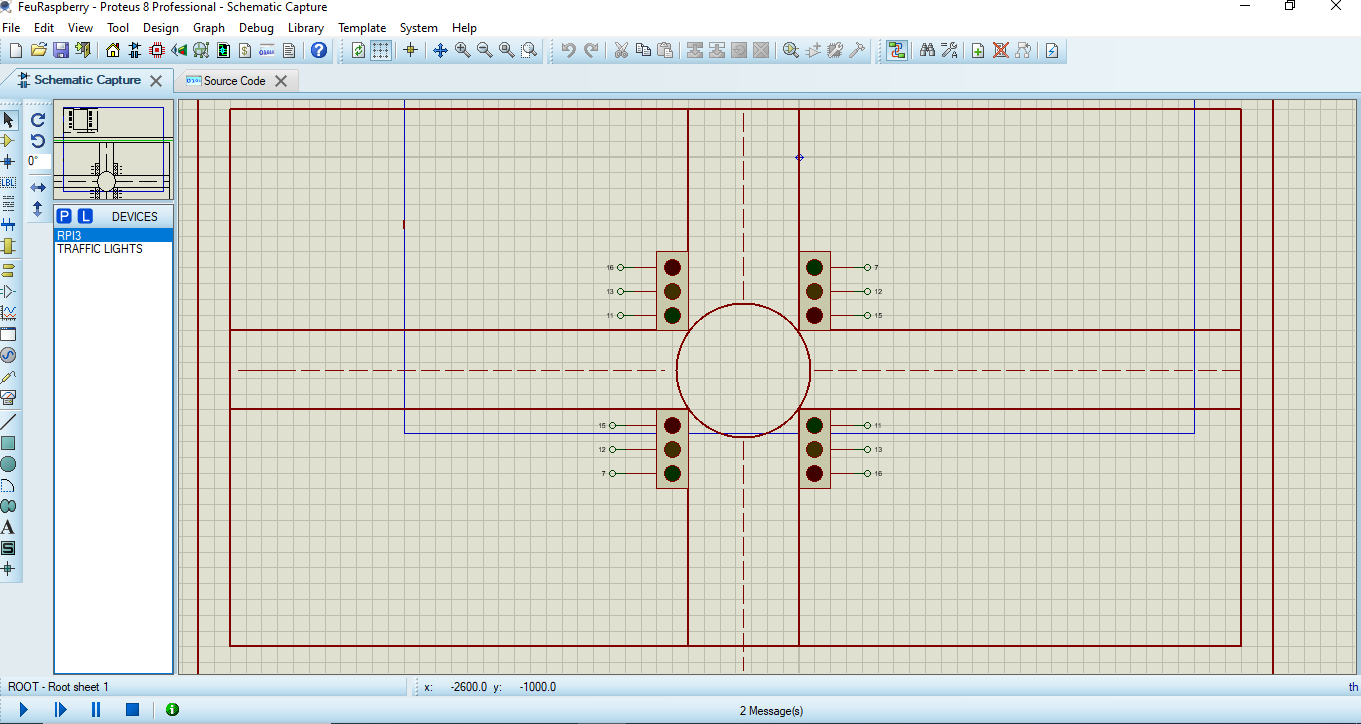 FeuRaspberry - Proteus 8 Professional - Schematic Capture
File Edit View Tool Design Graph Debug Library Template System Help
Schematic Capture Source Code
0°
LBL
P L DEVICES
RPI3
TRAFFIC LIGHTS
16 7
13 12
11 15
15 11
12 13
7 16
A
S
ROOT - Root sheet 1 x: -2600.0 y: -1000.0 th
2 Message(s)